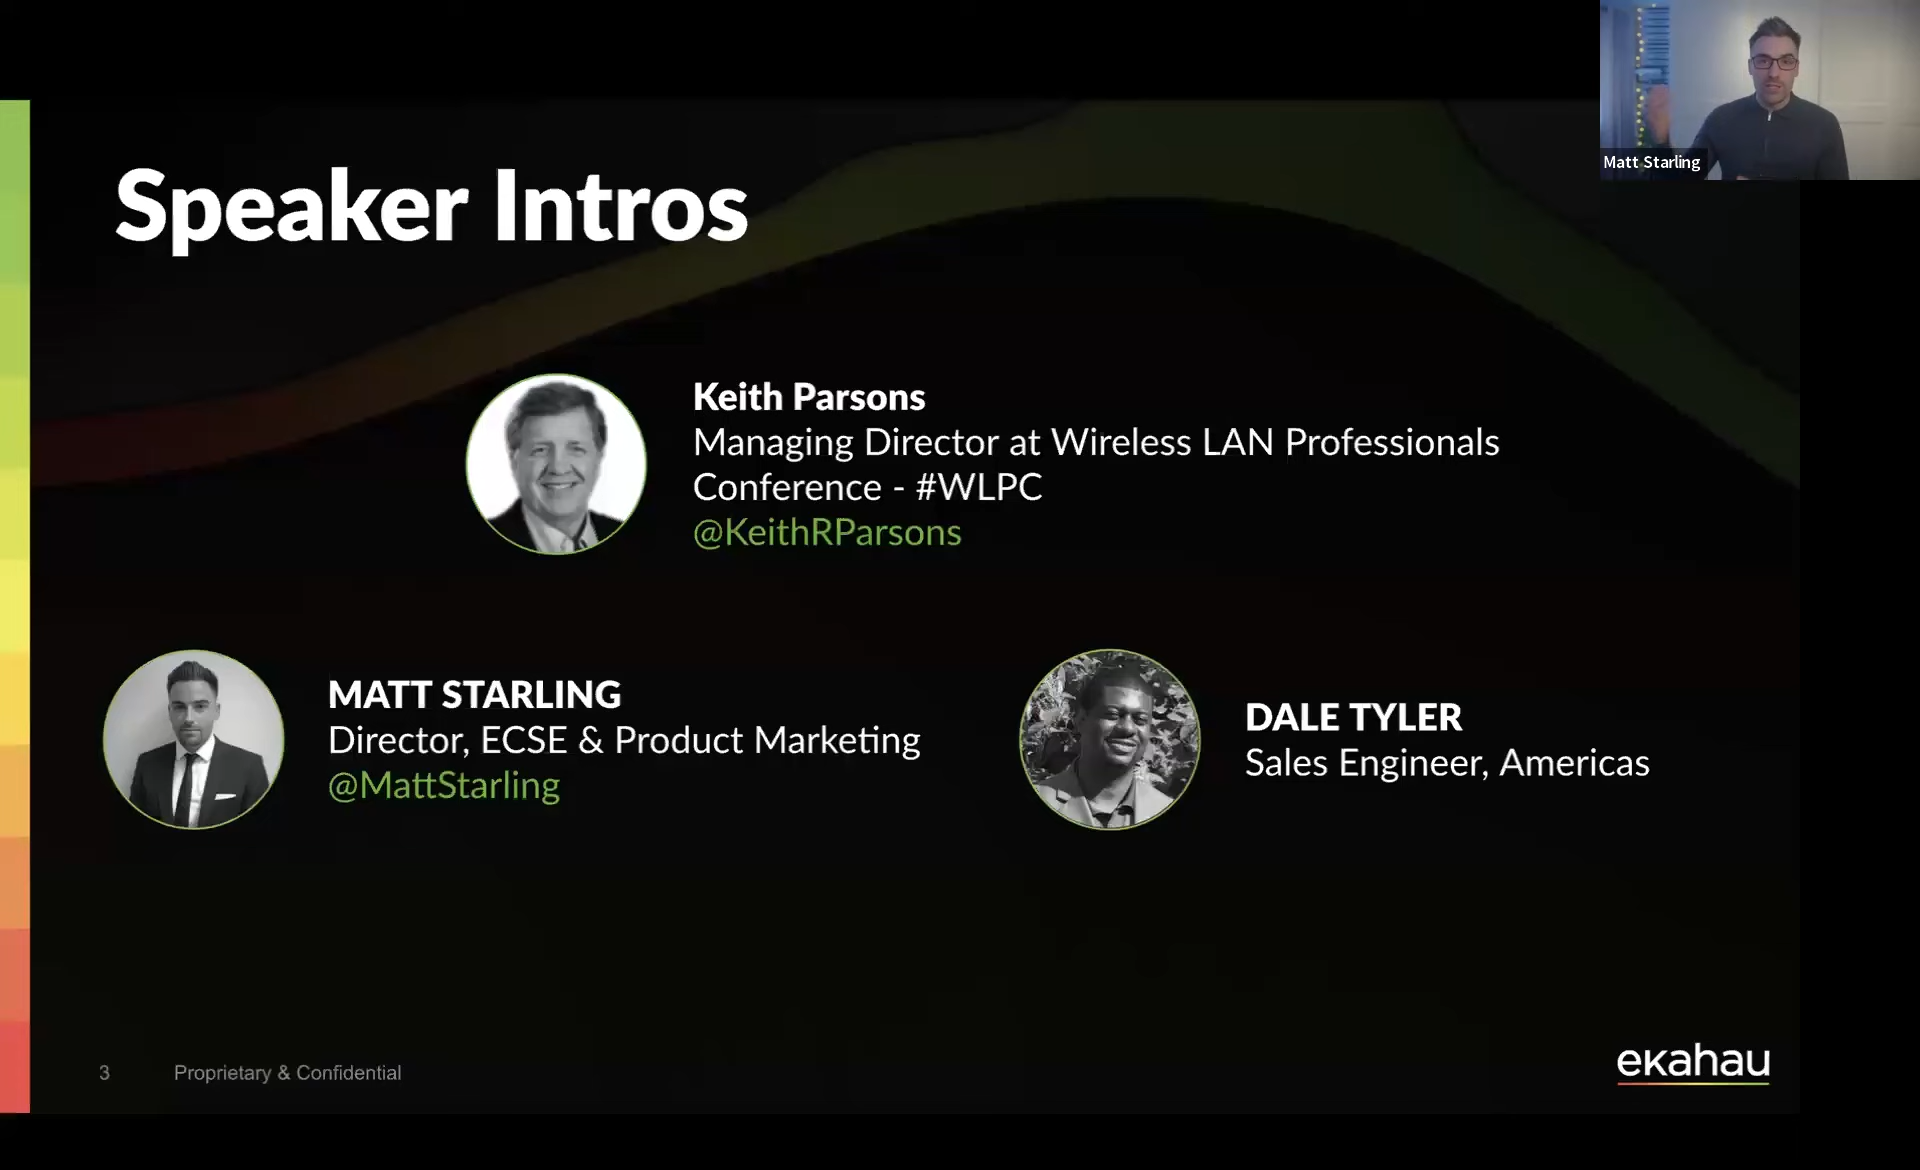 Matt Starling
Speaker Intros
Keith Parsons
Managing Director at Wireless LAN Professionals
Conference - #WLPC
@KeithRParsons
MATT STARLING
Director, ECSE & Product Marketing
@MattStarling
DALE TYLER
Sales Engineer, Americas
3
Proprietary & Confidential
ekahau